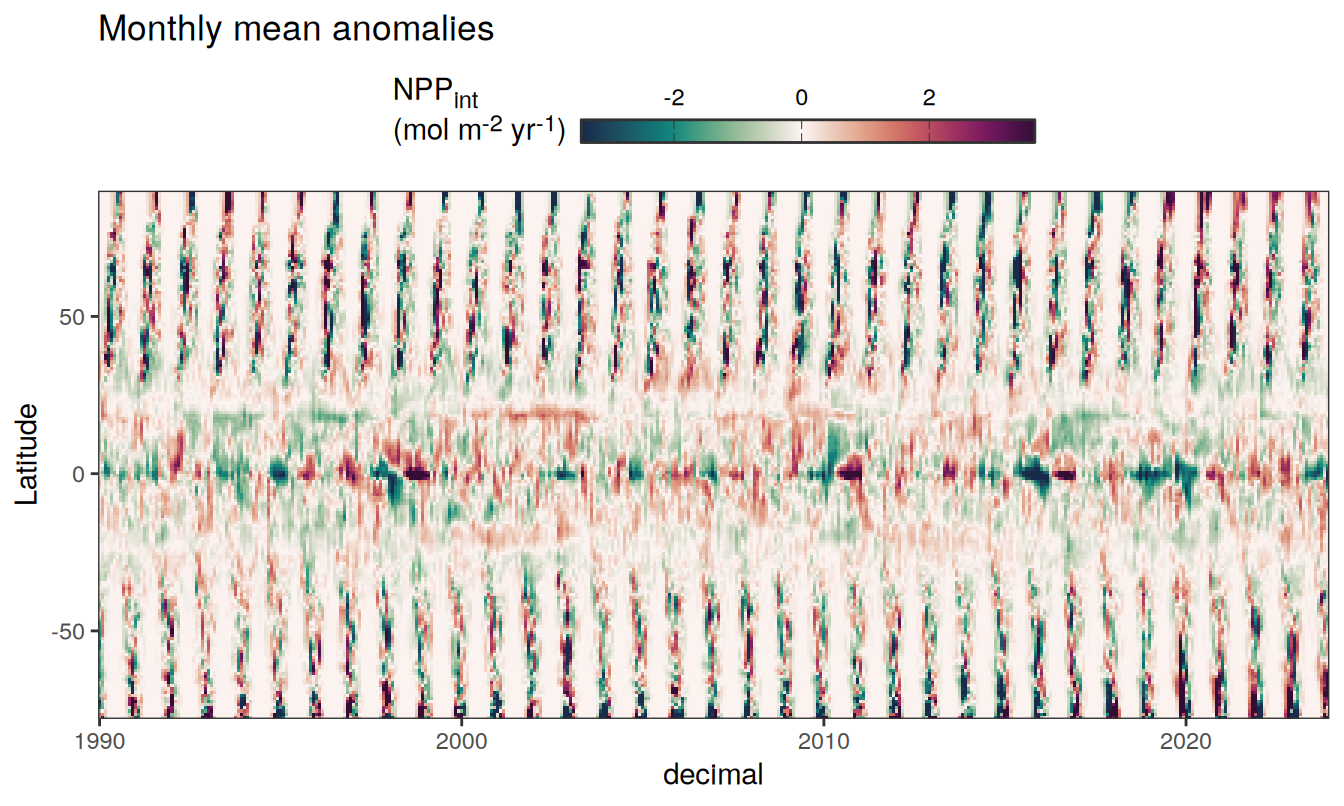 Monthly mean anomalies
NPPint
(mol m-2 yr-1)
-2 0 2
Latitude
50
0
-50
1990 2000 2010 2020
decimal